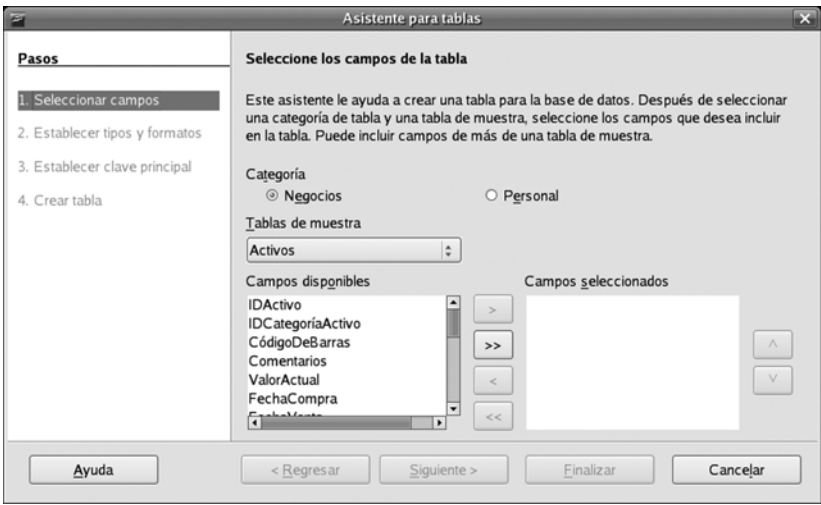 Asistente para tablas
Pasos
1. Seleccionar campos
2. Establecer tipos y formatos
3. Establecer clave principal
4. Crear tabla
Seleccione los campos de la tabla
Este asistente le ayuda a crear una tabla para la base de datos. Después de seleccionar
una categoría de tabla y una tabla de muestra, seleccione los campos que desea incluir
en la tabla. Puede incluir campos de más de una tabla de muestra.
Categoría
Negocios
Personal
Tablas de muestra
Activos
Campos disponibles
IDActivo
IDCategoríaActivo
CódigoDeBarras
Comentarios
ValorActual
FechaCompra
FechaVenta
>
>>
<
<<
Campos seleccionados
Ayuda
< Regresar
Siguiente >
Finalizar
Cancelar